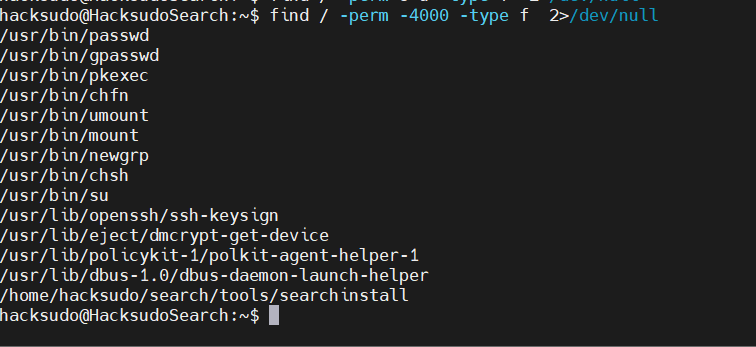 hacksudo@HacksudoSearch:~$ find / -perm -4000 -type f  2>/dev/null
/usr/bin/passwd
/usr/bin/gpasswd
/usr/bin/pkexec
/usr/bin/chfn
/usr/bin/umount
/usr/bin/mount
/usr/bin/newgrp
/usr/bin/chsh
/usr/bin/su
/usr/lib/openssh/ssh-keysign
/usr/lib/eject/dmcrypt-get-device
/usr/lib/policykit-1/polkit-agent-helper-1
/usr/lib/dbus-1.0/dbus-daemon-launch-helper
/home/hacksudo/search/tools/searchinstall
hacksudo@HacksudoSearch:~$